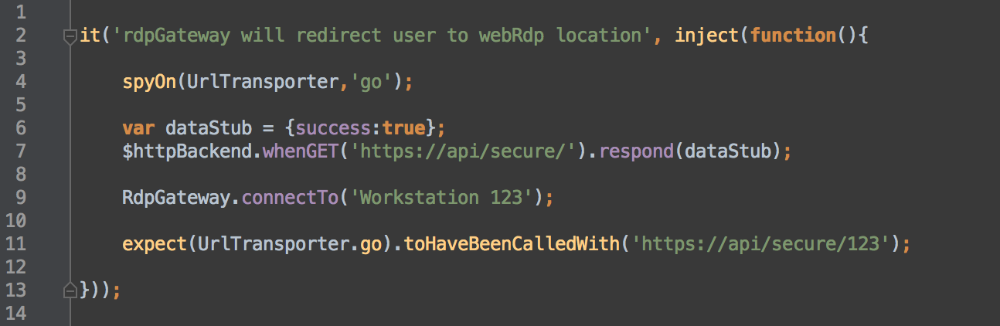 1
2 it('rdpGateway will redirect user to webRdp location', inject(function(){
3
4 spyOn(UrlTransporter,'go');
5
6 var dataStub = {success:true};
7 $httpBackend.whenGET('https://api/secure/').respond(dataStub);
8
9 RdpGateway.connectTo('Workstation 123');
10
11 expect(UrlTransporter.go).toHaveBeenCalledWith('https://api/secure/123');
12
13 }));
14